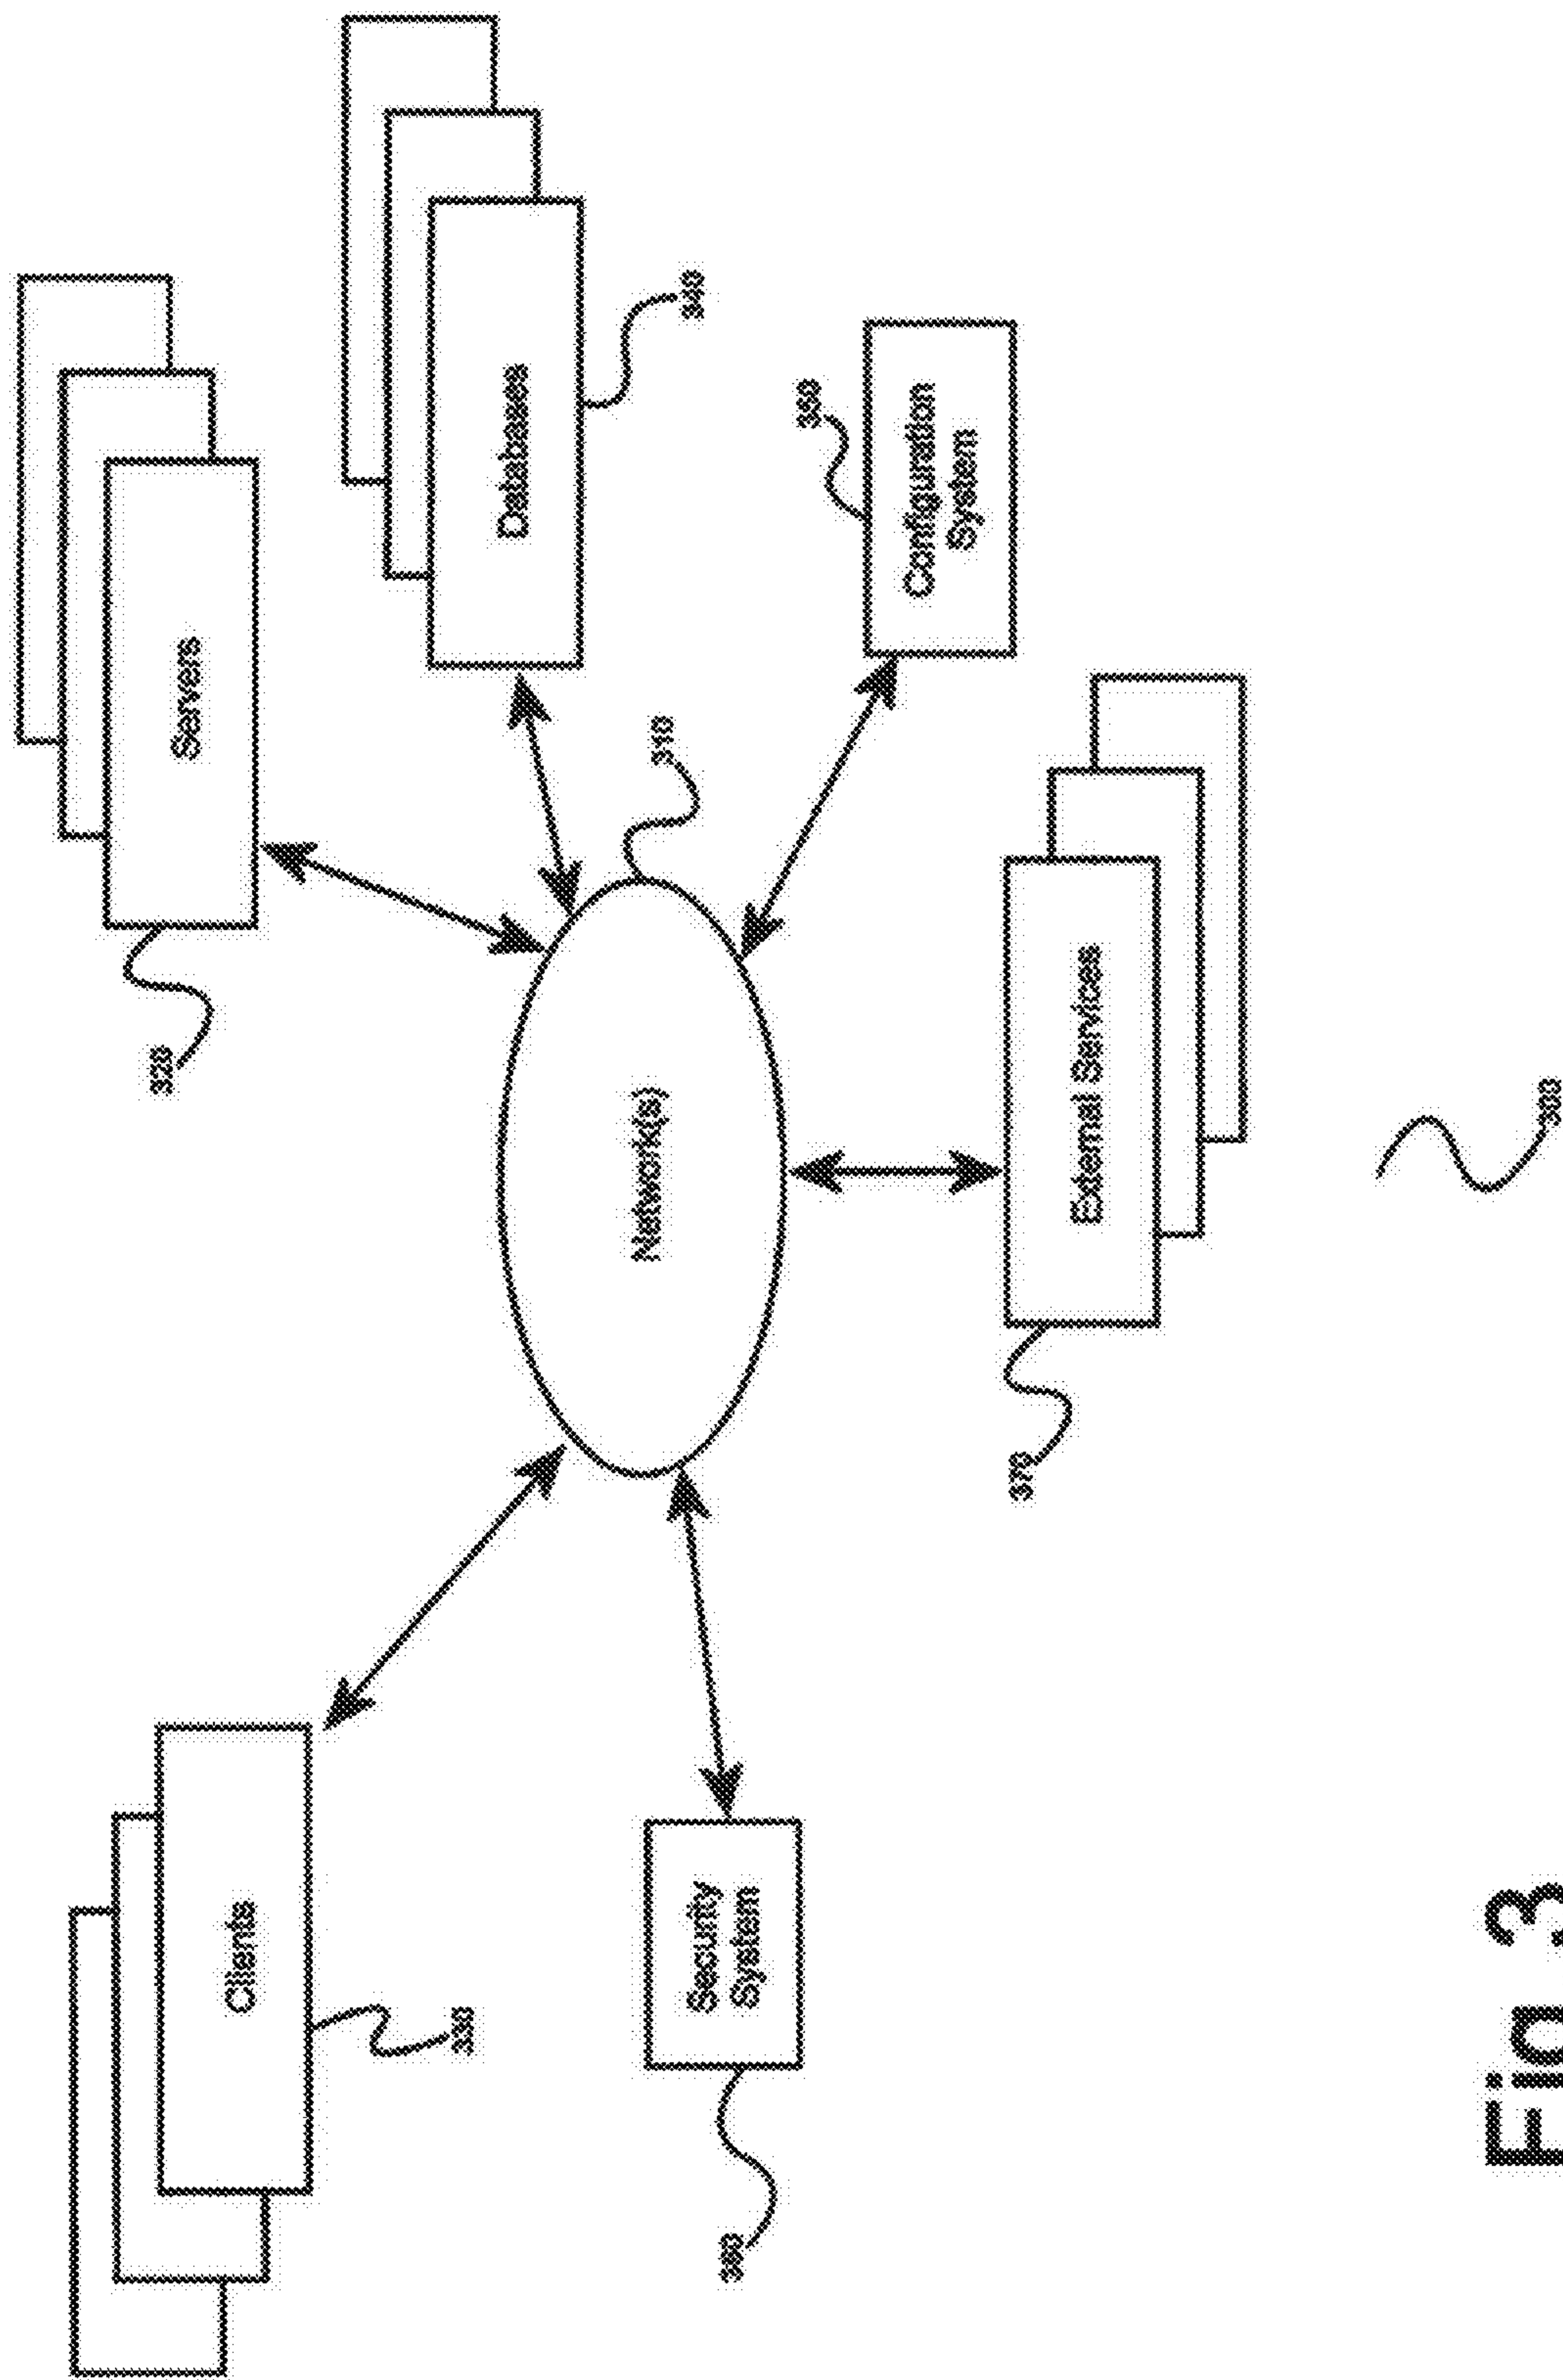 320
Servers
Clients
330
Databases
Network(s)
310
340
Security
System
360
350
Configuration
System
370
External Services
300
Fig. 3